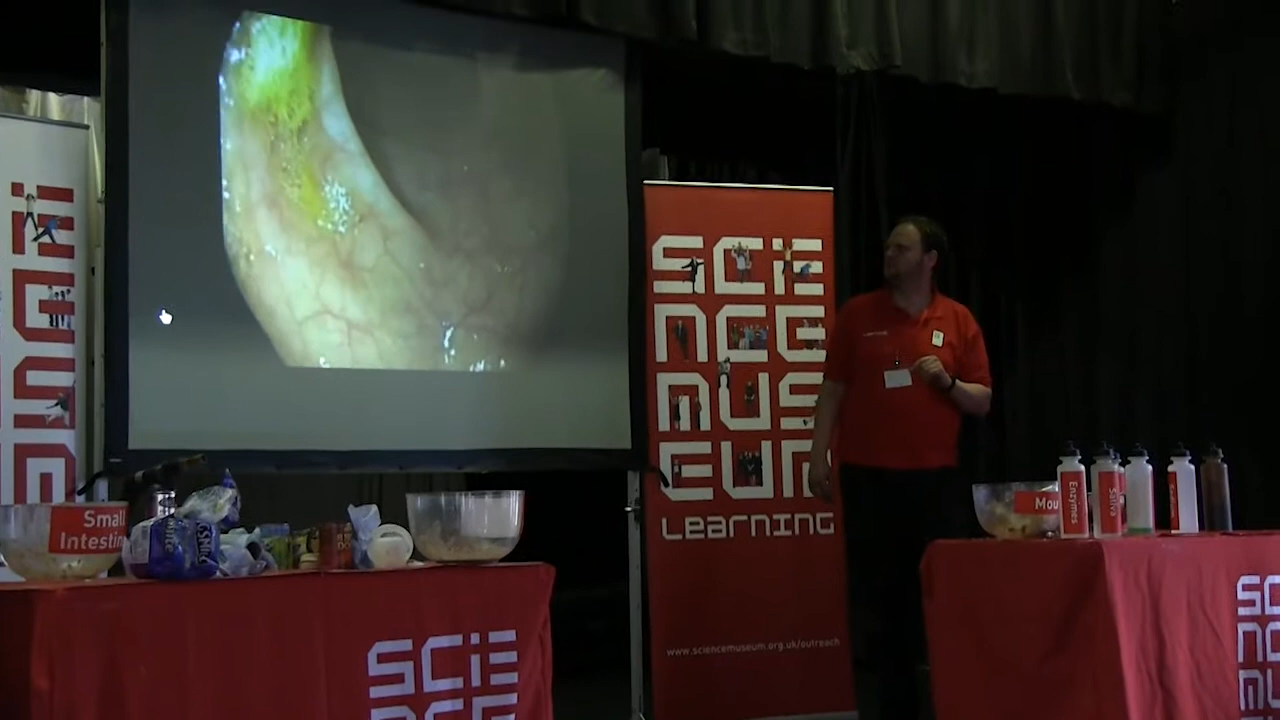 SCIE
NCE
MUS
EUM
LEARNING
www.sciencemuseum.org.uk/outreach
Small
Intestine
Mou
Enzymes
Saliva
SCIE
NCE
SCI
NC
MU